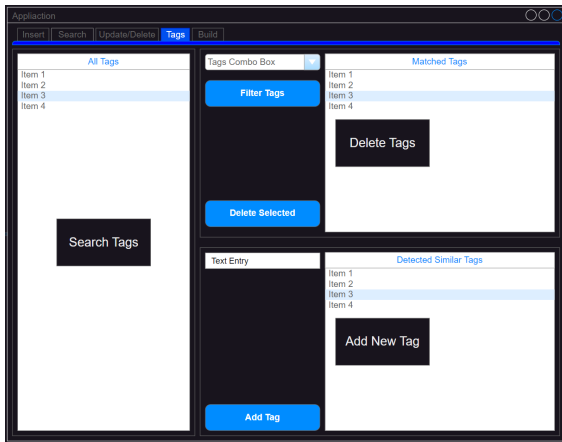 Appliaction
Insert Search Update/Delete Tags Build
All Tags
Item 1
Item 2
Item 3
Item 4
Search Tags
Tags Combo Box
Filter Tags
Delete Selected
Matched Tags
Item 1
Item 2
Item 3
Item 4
Delete Tags
Text Entry
Add Tag
Detected Similar Tags
Item 1
Item 2
Item 3
Item 4
Add New Tag